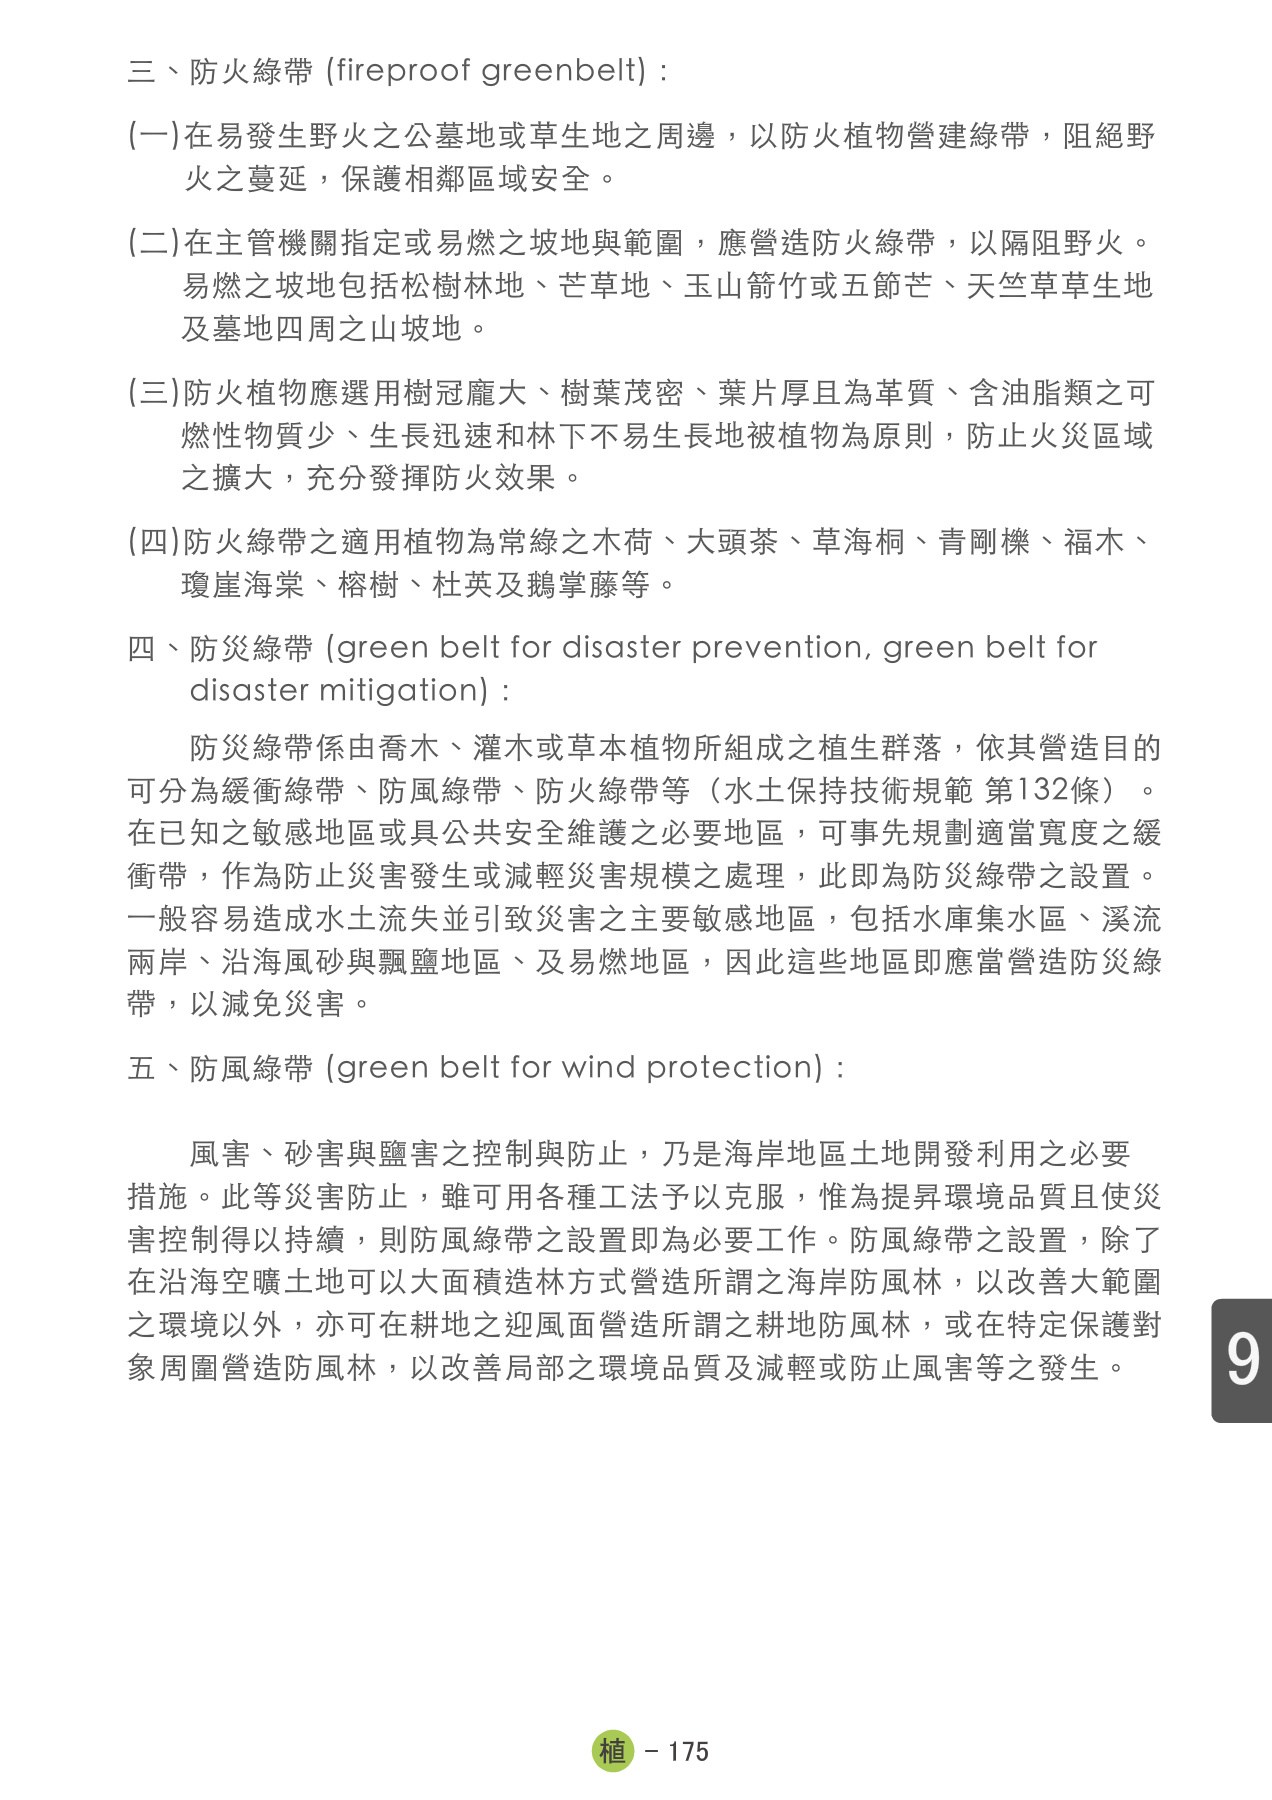 三、防火綠帶 (fireproof greenbelt)：
(一)在易發生野火之公墓地或草生地之周邊，以防火植物營建綠帶，阻絕野
火之蔓延，保護相鄰區域安全。
(二)在主管機關指定或易燃之坡地與範圍，應營造防火綠帶，以隔阻野火。
易燃之坡地包括松樹林地、芒草地、玉山箭竹或五節芒、天竺草草生地
及墓地四周之山坡地。
(三)防火植物應選用樹冠龐大、樹葉茂密、葉片厚且為革質、含油脂類之可
燃性物質少、生長迅速和林下不易生長地被植物為原則，防止火災區域
之擴大，充分發揮防火效果。
(四)防火綠帶之適用植物為常綠之木荷、大頭茶、草海桐、青剛櫟、福木、
瓊崖海棠、榕樹、杜英及鵝掌藤等。
四、防災綠帶 (green belt for disaster prevention, green belt for
disaster mitigation)：
防災綠帶係由喬木、灌木或草本植物所組成之植生群落，依其營造目的
可分為緩衝綠帶、防風綠帶、防火綠帶等（水土保持技術規範 第132條）。
在已知之敏感地區或具公共安全維護之必要地區，可事先規劃適當寬度之緩
衝帶，作為防止災害發生或減輕災害規模之處理，此即為防災綠帶之設置。
一般容易造成水土流失並引致災害之主要敏感地區，包括水庫集水區、溪流
兩岸、沿海風砂與飄鹽地區、及易燃地區，因此這些地區即應當營造防災綠
帶，以減免災害。
五、防風綠帶 (green belt for wind protection)：
風害、砂害與鹽害之控制與防止，乃是海岸地區土地開發利用之必要
措施。此等災害防止，雖可用各種工法予以克服，惟為提昇環境品質且使災
害控制得以持續，則防風綠帶之設置即為必要工作。防風綠帶之設置，除了
在沿海空曠土地可以大面積造林方式營造所謂之海岸防風林，以改善大範圍
之環境以外，亦可在耕地之迎風面營造所謂之耕地防風林，或在特定保護對
象周圍營造防風林，以改善局部之環境品質及減輕或防止風害等之發生。
9
植 – 175